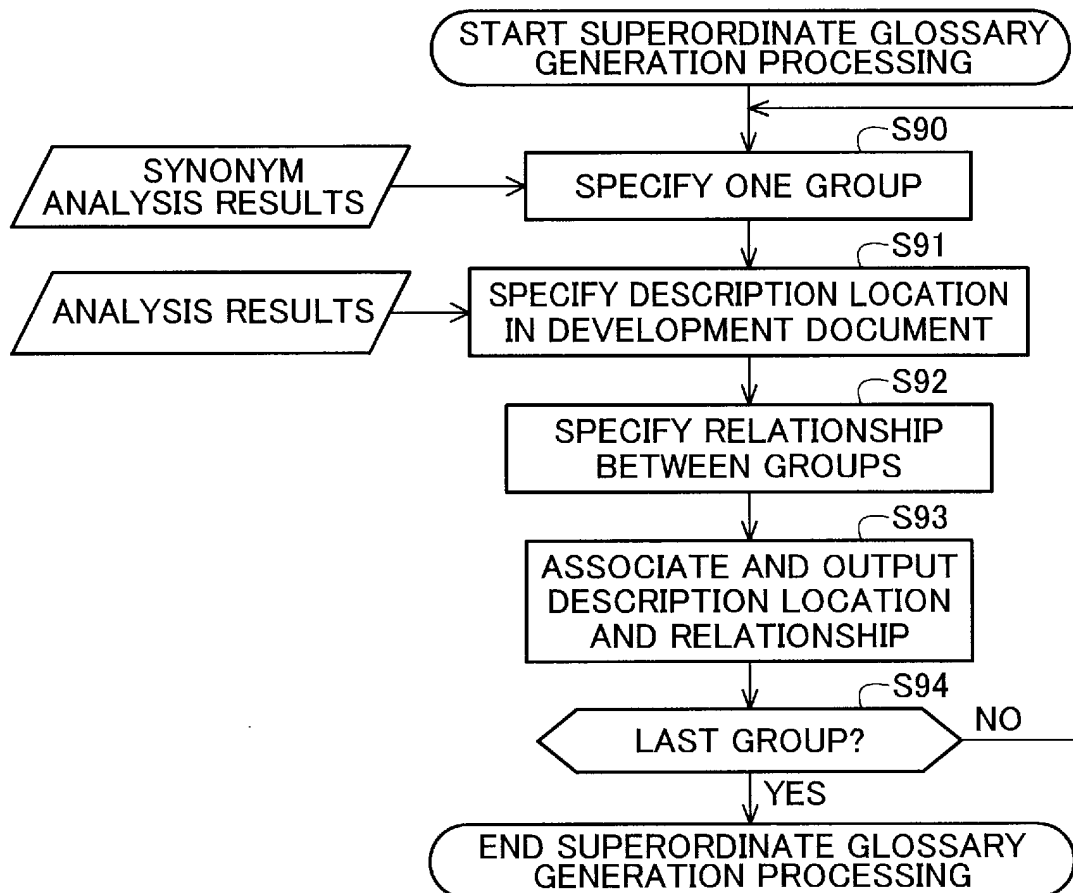 START SUPERORDINATE GLOSSARY
GENERATION PROCESSING
S90
SYNONYM
ANALYSIS RESULTS
SPECIFY ONE GROUP
S91
ANALYSIS RESULTS
SPECIFY DESCRIPTION LOCATION
IN DEVELOPMENT DOCUMENT
S92
SPECIFY RELATIONSHIP
BETWEEN GROUPS
S93
ASSOCIATE AND OUTPUT
DESCRIPTION LOCATION
AND RELATIONSHIP
S94
LAST GROUP?
NO
YES
END SUPERORDINATE GLOSSARY
GENERATION PROCESSING